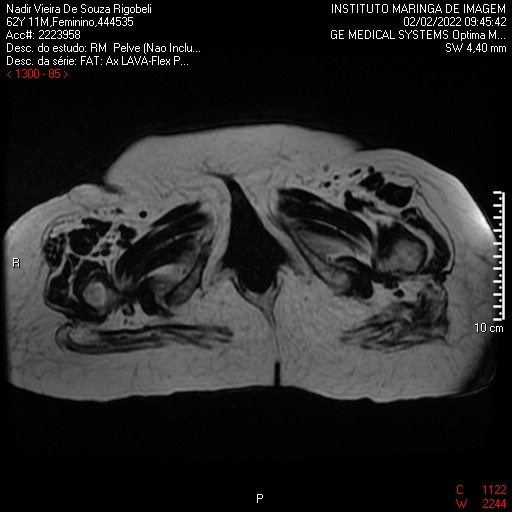 Nadir Vieira De Souza Rigobeli
62Y 11M,Feminino,444535
Acc#: 2223958
Desc. do estudo: RM Pelve (Nao Inclu...
Desc. da série: FAT: Ax LAVA-Flex P...
< 1300 - 85 >
INSTITUTO MARINGA DE IMAGEM
02/02/2022 09:45:42
GE MEDICAL SYSTEMS Optima M...
SW 4,40 mm
R
10 cm
P
C 1122
W 2244